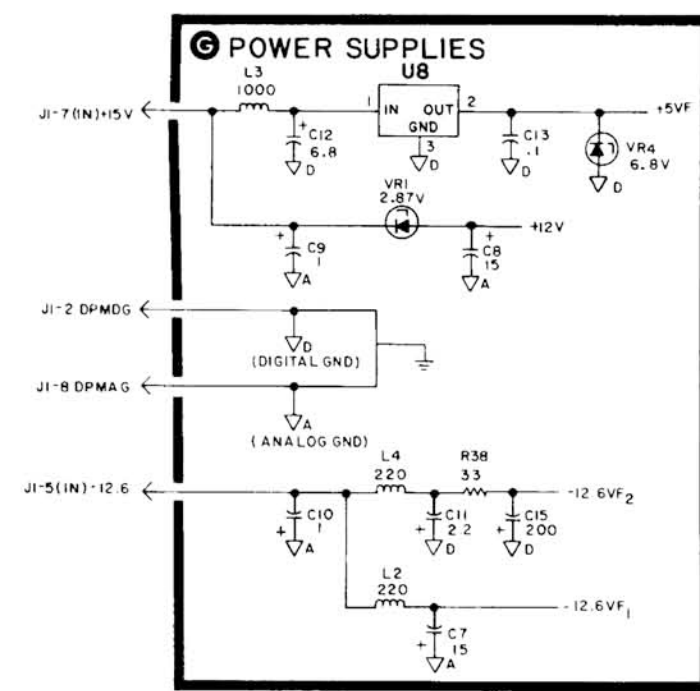 G POWER SUPPLIES
L3
1000
U8
J1-7(IN)+15V
1 IN OUT 2
GND
3
D
+
C12
6.8
D
C13
.1
D
+5VF
VR4
6.8V
D
VR1
2.87V
+12V
+
C9
1
A
+
C8
15
A
J1-2 DPMDG
D
(DIGITAL GND)
J1-8 DPMAG
A
(ANALOG GND)
L4
220
R38
33
J1-5(IN)-12.6
-12.6VF2
C10
1
+
A
C11
2.2
+
D
C15
200
+
D
L2
220
-12.6VF1
C7
15
+
A